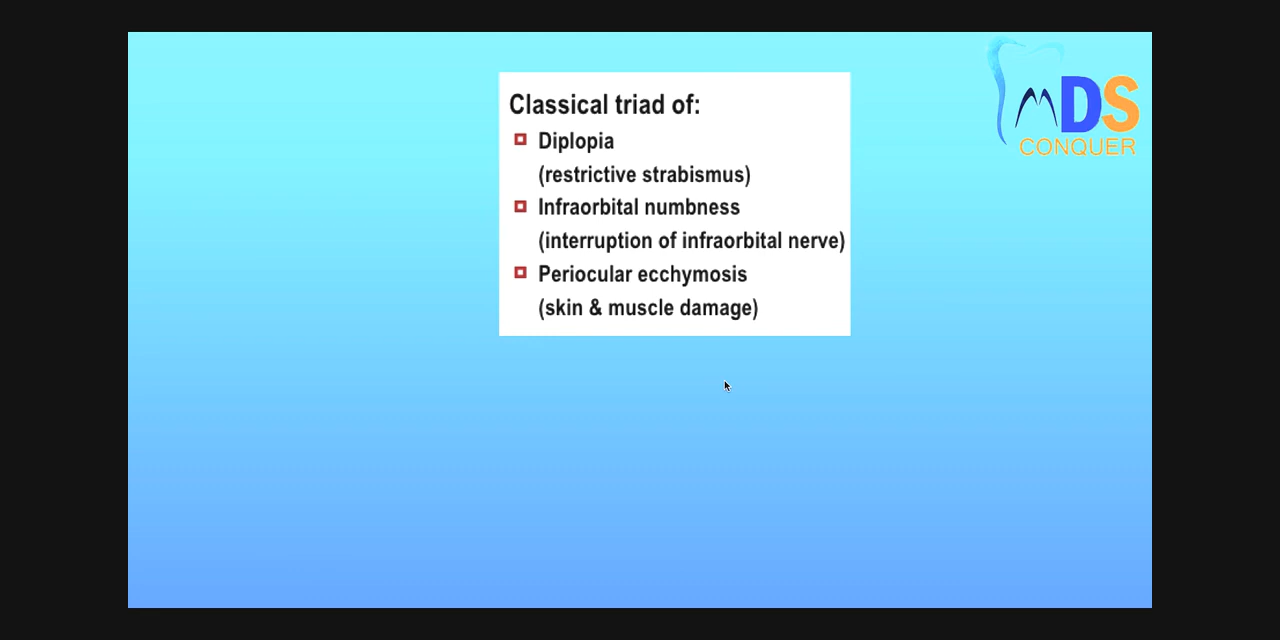 Classical triad of:
Diplopia
(restrictive strabismus)
Infraorbital numbness
(interruption of infraorbital nerve)
Periocular ecchymosis
(skin & muscle damage)
MDS
CONQUER